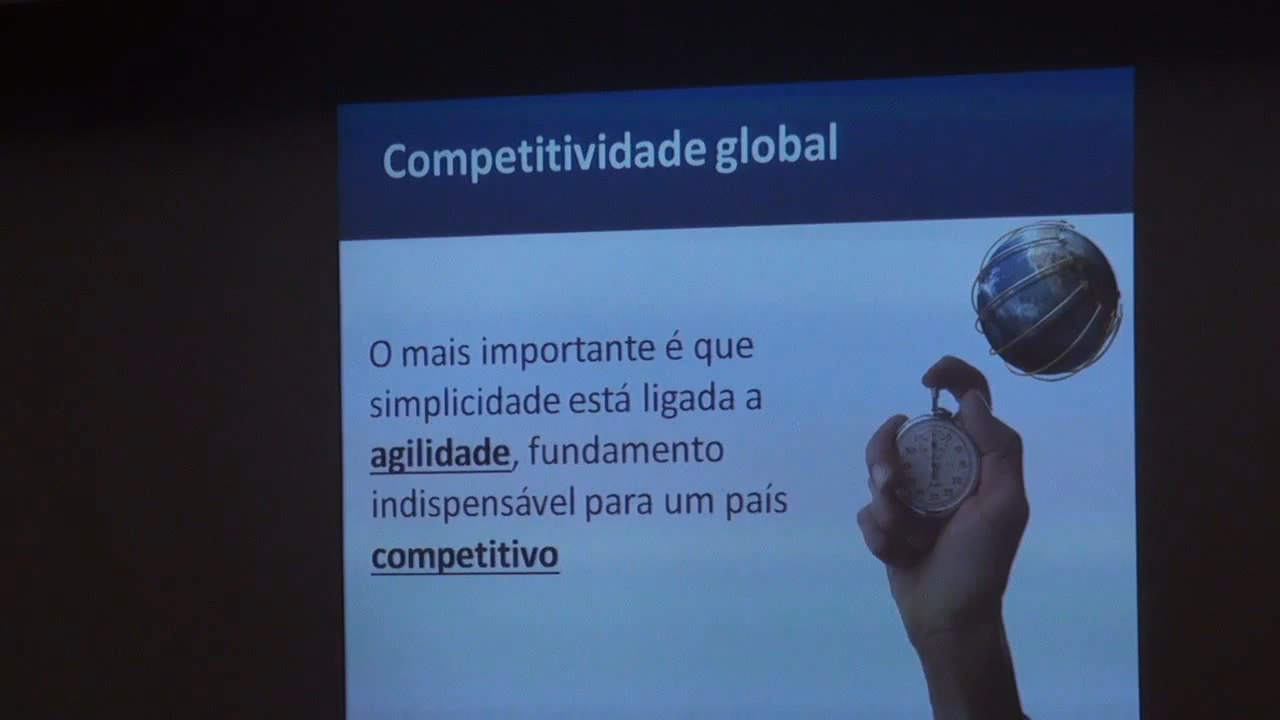 Competitividade global
O mais importante é que
simplicidade está ligada a
agilidade, fundamento
indispensável para um país
competitivo